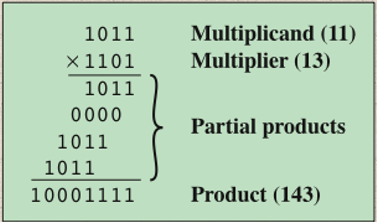 1011 Multiplicand (11)
×1101 Multiplier (13)
1011
0000
Partial products
1011
1011
10001111 Product (143)